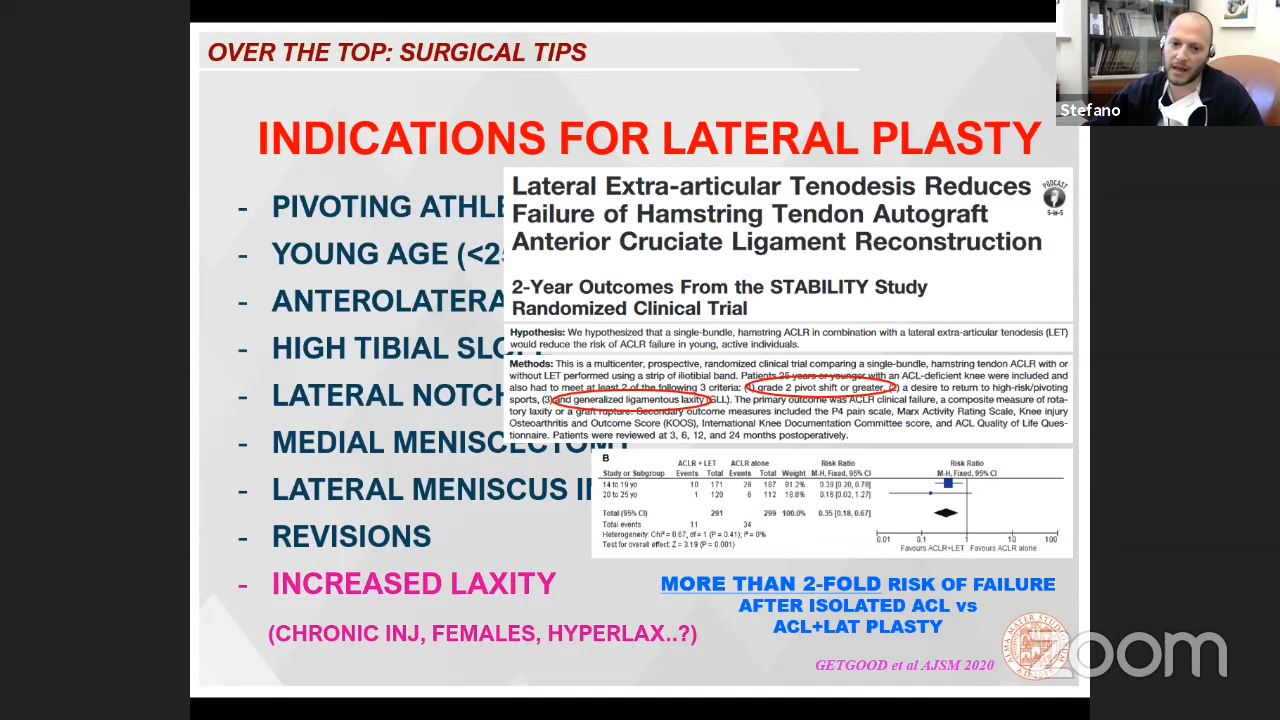 OVER THE TOP: SURGICAL TIPS
Stefano
INDICATIONS FOR LATERAL PLASTY
- PIVOTING ATHLE
- YOUNG AGE (<25
- ANTEROLATERA
- HIGH TIBIAL SLOPE
- LATERAL NOTCH
- MEDIAL MENISCECTOMY
- LATERAL MENISCUS
- REVISIONS
- INCREASED LAXITY
(CHRONIC INJ, FEMALES, HYPERLAX..?)
Lateral Extra-articular Tenodesis Reduces
Failure of Hamstring Tendon Autograft
Anterior Cruciate Ligament Reconstruction
PODCAST
5-in-5
2-Year Outcomes From the STABILITY Study
Randomized Clinical Trial
Hypothesis: We hypothesized that a single-bundle, hamstring ACLR in combination with a lateral extra-articular tenodesis (LET)
would reduce the risk of ACLR failure in young, active individuals.
Methods: This is a multicenter, prospective, randomized clinical trial comparing a single-bundle, hamstring tendon ACLR with or
without LET performed using a strip of iliotibial band. Patients 25 years or younger with an ACL-deficient knee were included and
also had to meet at least 2 of the following 3 criteria: (1) grade 2 pivot shift or greater, (2) a desire to return to high-risk/pivoting
sports, (3) and generalized ligamentous laxity (GLL). The primary outcome was ACLR clinical failure, a composite measure of rota-
tory laxity or a graft rupture. Secondary outcome measures included the P4 pain scale, Marx Activity Rating Scale, Knee injury
Osteoarthritis and Outcome Score (KOOS), International Knee Documentation Committee score, and ACL Quality of Life Ques-
tionnaire. Patients were reviewed at 3, 6, 12, and 24 months postoperatively.
B
ACLR + LET ACLR alone Risk Ratio Risk Ratio
Study or Subgroup Events Total Events Total Weight M-H, Fixed, 95% CI M-H, Fixed, 95% CI
14 to 19 yo 10 171 28 187 81.2% 0.39 [0.20, 0.78]
20 to 25 yo 1 120 6 112 18.8% 0.16 [0.02, 1.27]
Total (95% CI) 291 299 100.0% 0.35 [0.18, 0.67]
Total events 11 34
Heterogeneity: Chi² = 0.67, df = 1 (P = 0.41); I² = 0%
Test for overall effect: Z = 3.19 (P = 0.001)
0.01 0.1 1 10 100
Favours ACLR+LET Favours ACLR alone
MORE THAN 2-FOLD RISK OF FAILURE
AFTER ISOLATED ACL vs
ACL+LAT PLASTY
GETGOOD et al AJSM 2020
ALMA MATER STUDIORUM
zoom